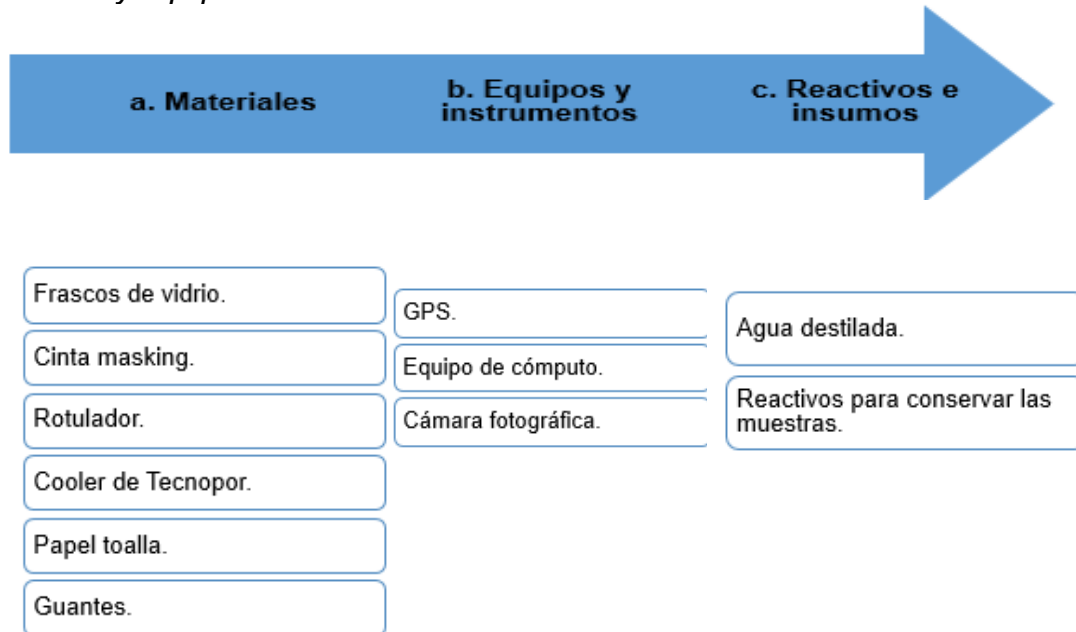 a. Materiales
b. Equipos y
instrumentos
c. Reactivos e
insumos
Frascos de vidrio.
Cinta masking.
Rotulador.
Cooler de Tecnopor.
Papel toalla.
Guantes.
GPS.
Equipo de cómputo.
Cámara fotográfica.
Agua destilada.
Reactivos para conservar las
muestras.